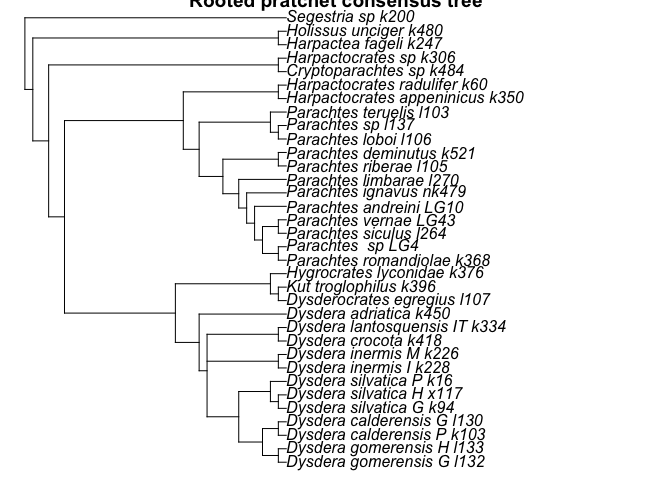 Rooted pratchet consensus tree
Segestria sp k200
Holissus unciger k480
Harpactea fageli k247
Harpactocrates sp k306
Cryptoparachtes sp k484
Harpactocrates radulifer k60
Harpactocrates appeninicus k350
Parachtes teruelis l103
Parachtes sp l137
Parachtes loboi l106
Parachtes deminutus k521
Parachtes riberae l105
Parachtes limbarae l270
Parachtes ignavus nk479
Parachtes andreini LG10
Parachtes vernae LG43
Parachtes siculus l264
Parachtes  sp LG4
Parachtes romandiolae k368
Hygrocrates lyconidae k376
Kut troglophilus k396
Dysderocrates egregius l107
Dysdera adriatica k450
Dysdera lantosquensis IT k334
Dysdera crocota k418
Dysdera inermis M k226
Dysdera inermis I k228
Dysdera silvatica P k16
Dysdera silvatica H x117
Dysdera silvatica G k94
Dysdera calderensis G l130
Dysdera calderensis P k103
Dysdera gomerensis H l133
Dysdera gomerensis G l132